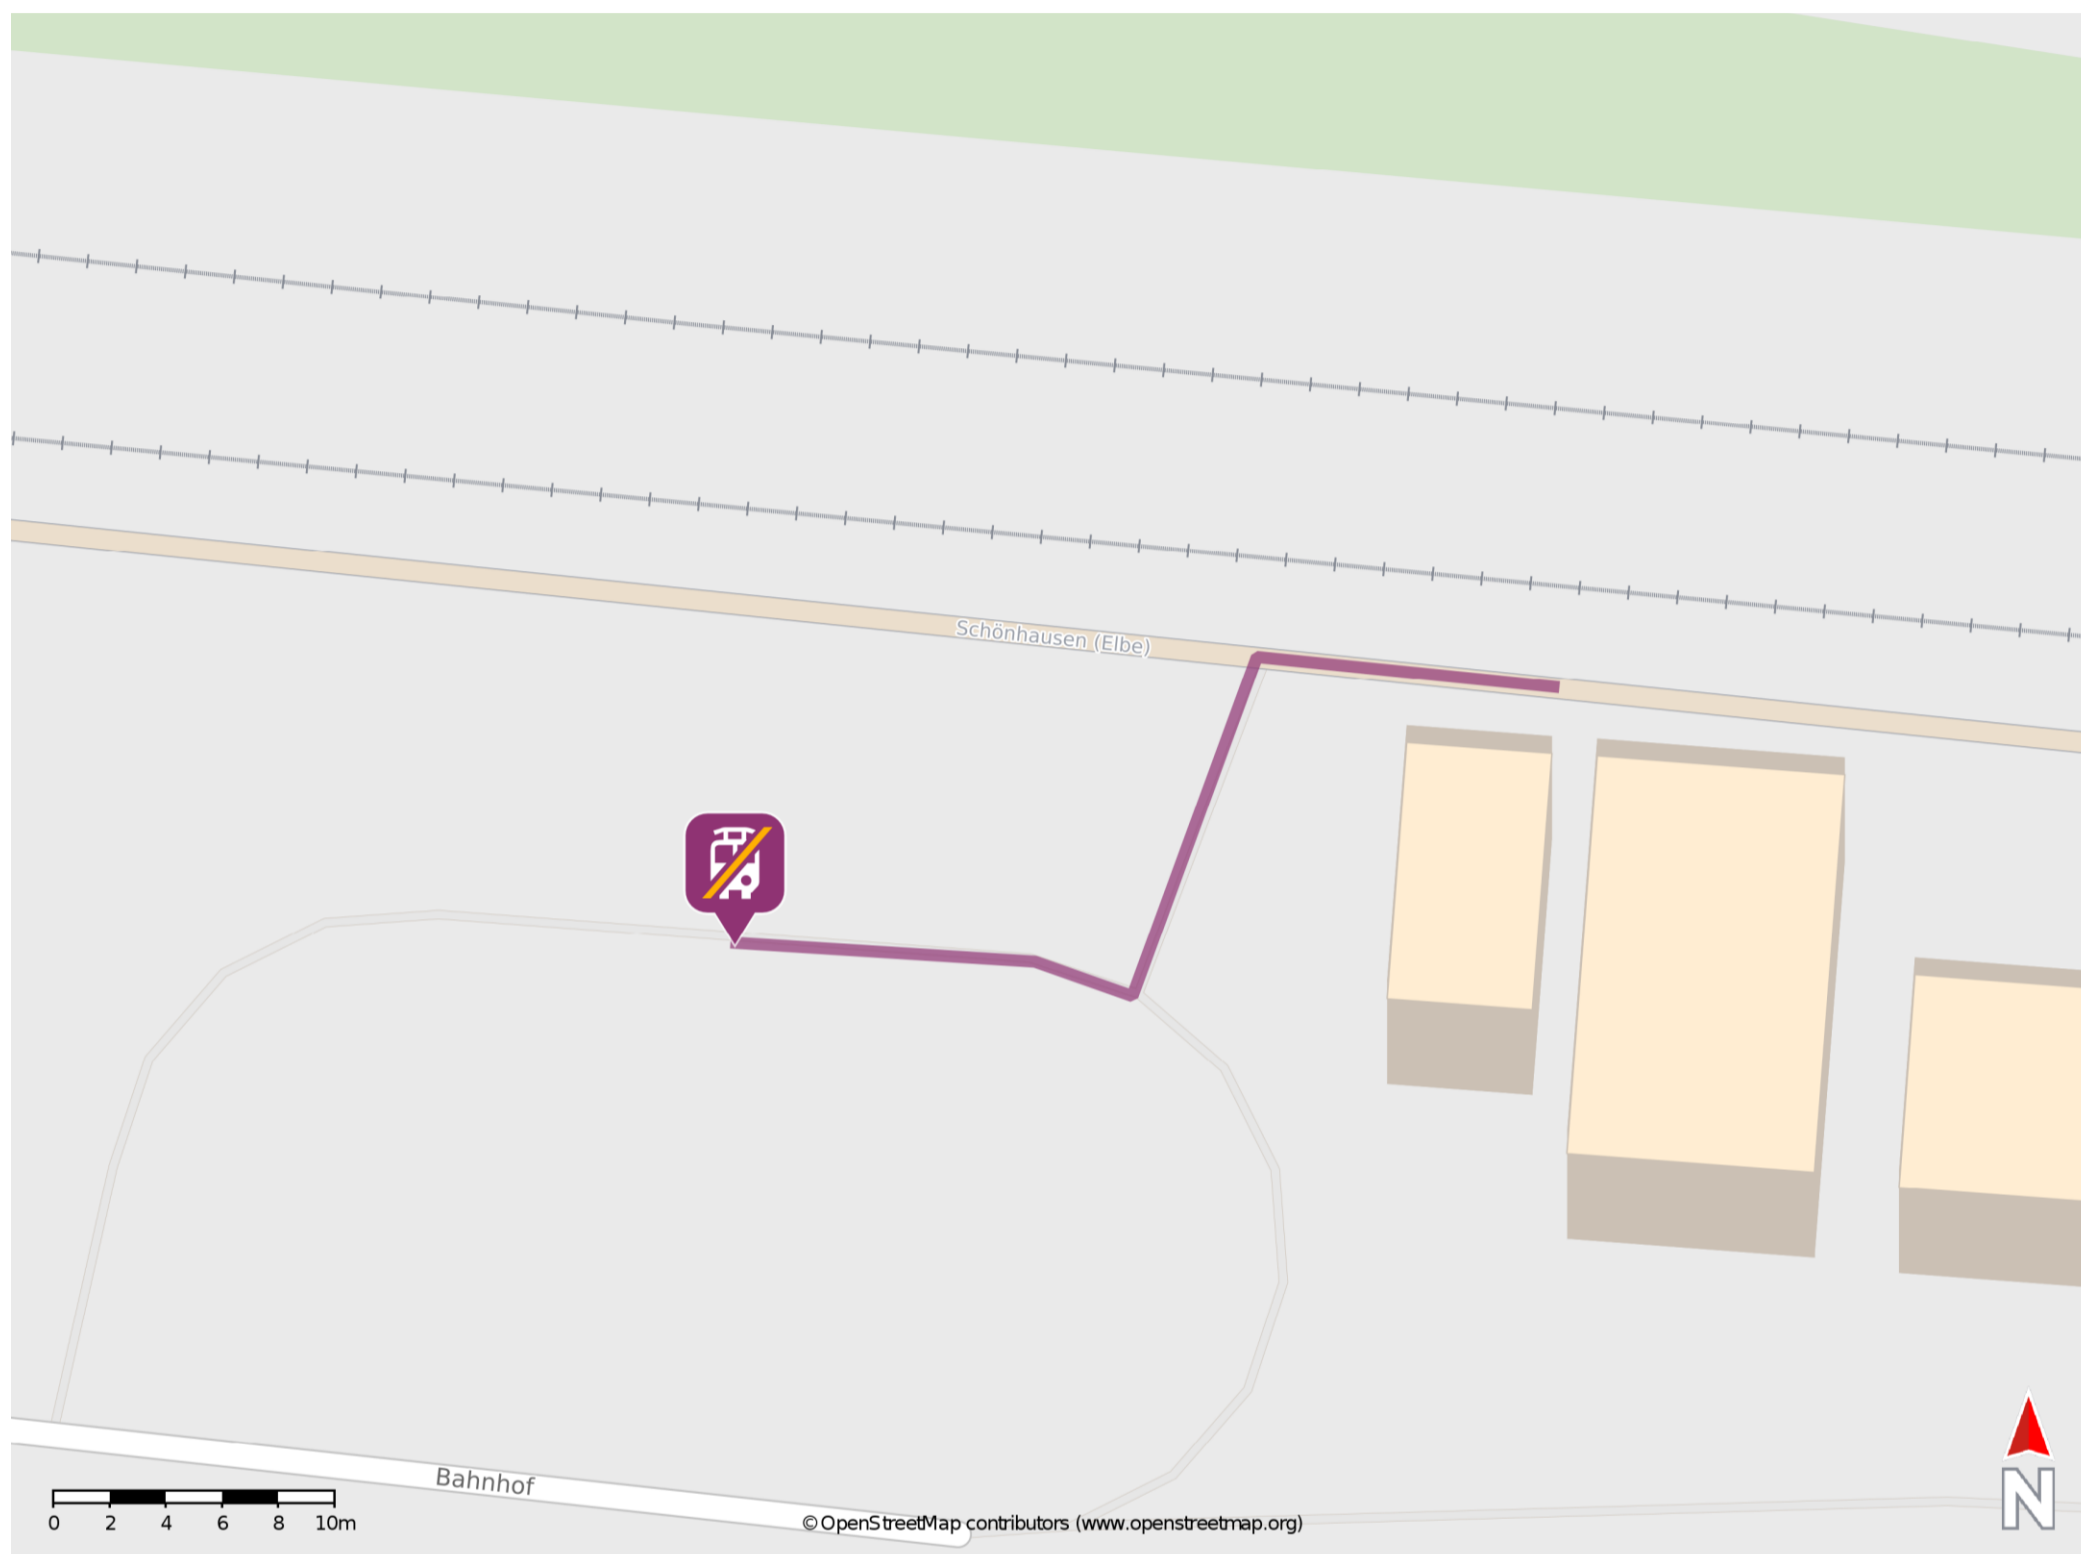 Schönhausen (Elbe)
Bahnhof
0 2 4 6 8 10m
© OpenStreetMap contributors (www.openstreetmap.org)
N